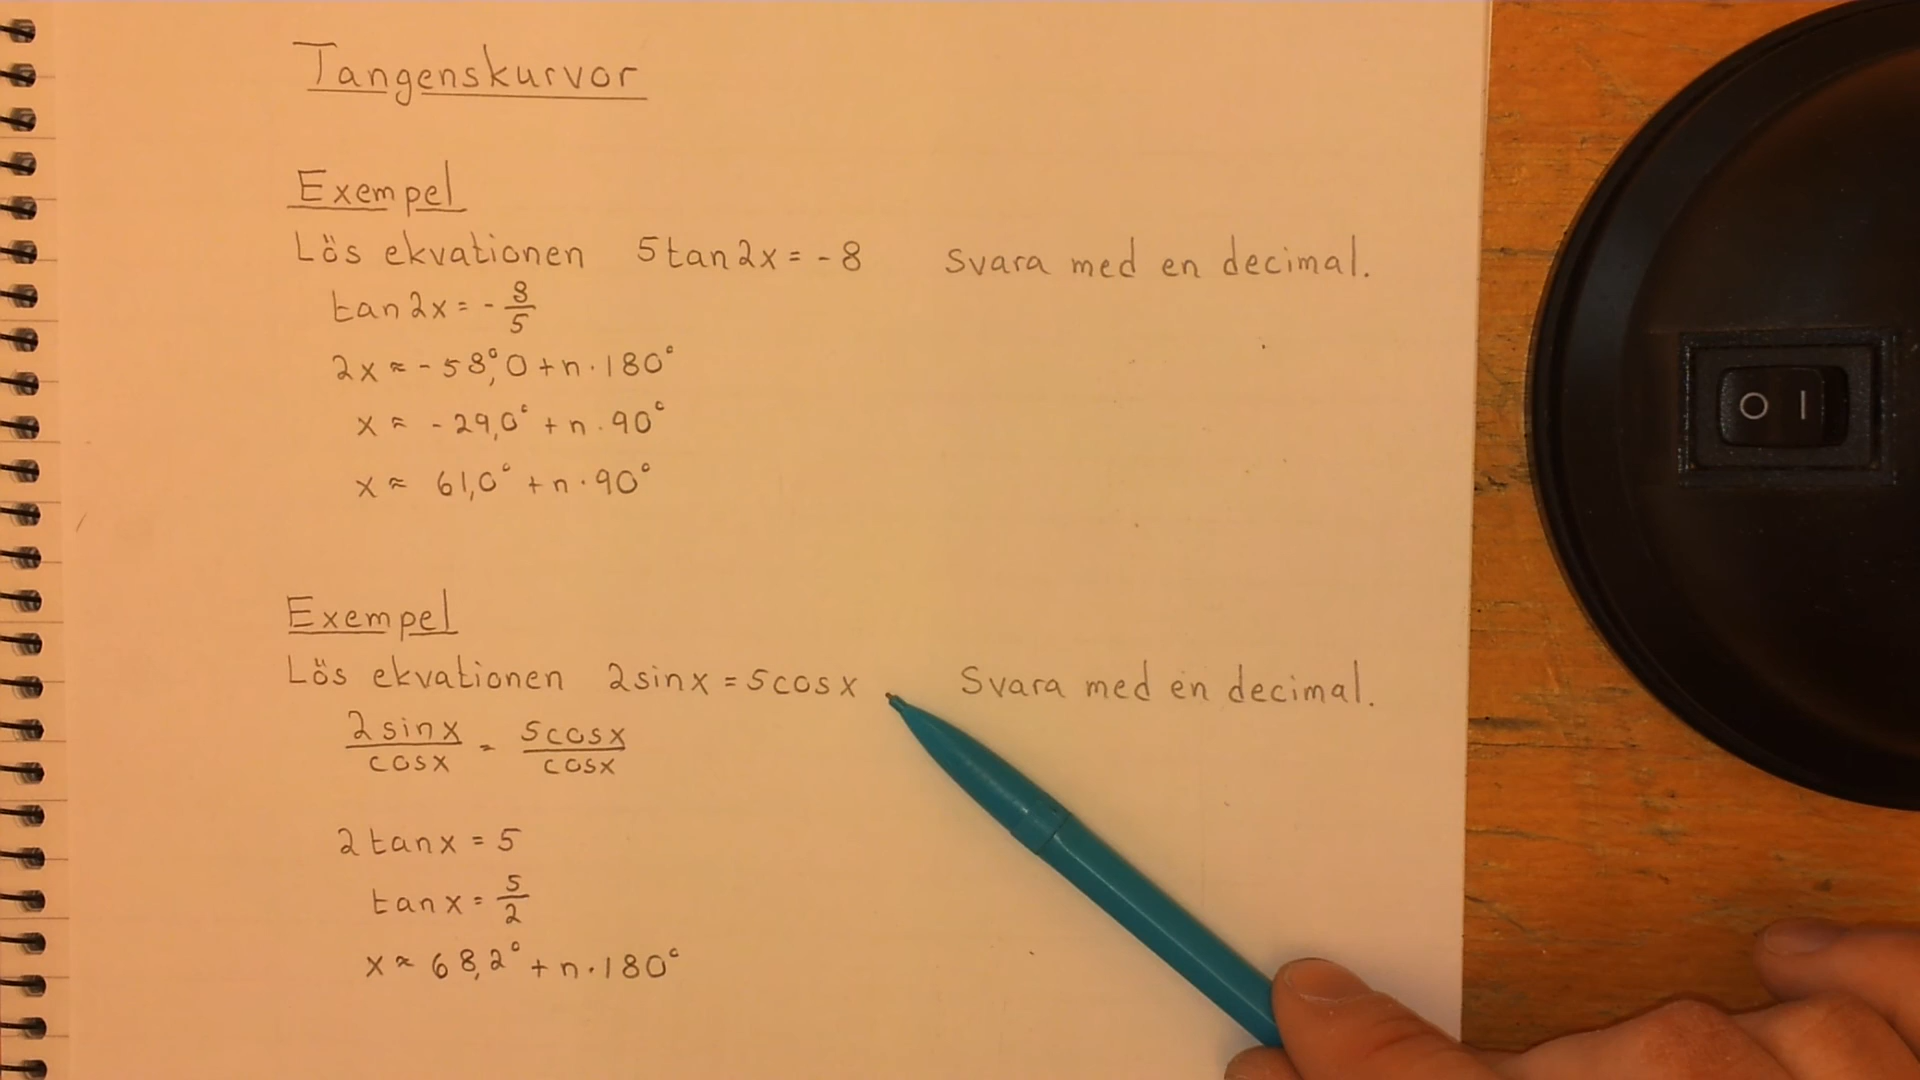 Tangenskurvor
Exempel
Lös ekvationen 5tan2x = -8 Svara med en decimal.
tan2x = - 8/5
2x ≈ -58,°0 + n·180°
x ≈ -29,0° + n·90°
x ≈ 61,0° + n·90°
Exempel
Lös ekvationen 2sinx = 5cosx Svara med en decimal.
2sinx/cosx = 5cosx/cosx
2tanx = 5
tanx = 5/2
x ≈ 68,2° + n·180°
O I